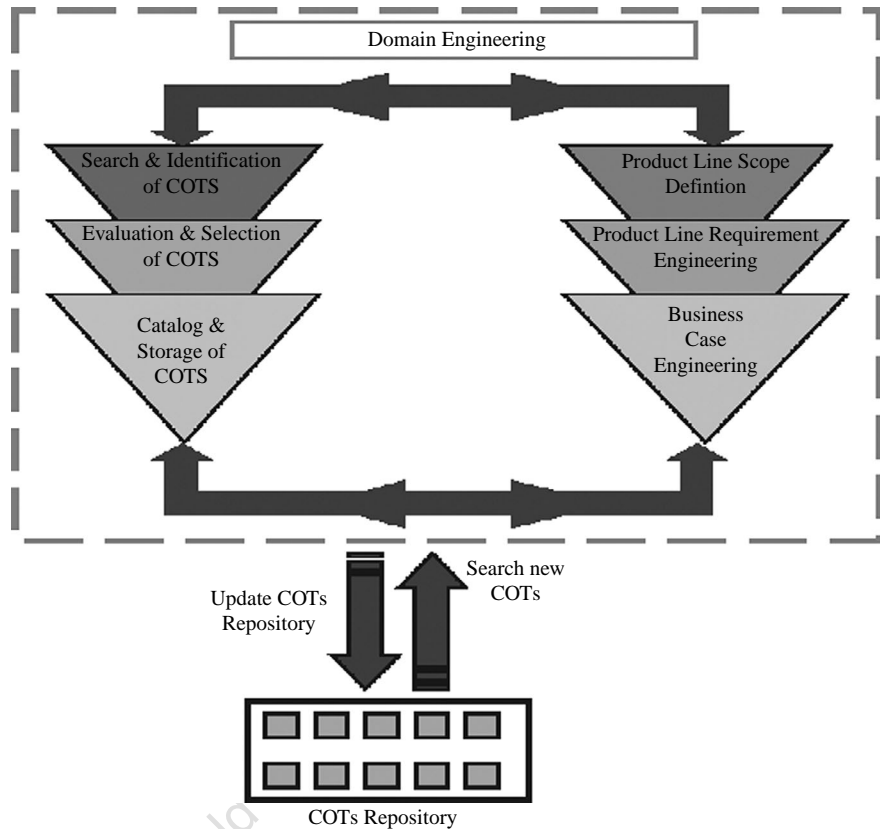 Domain Engineering
Search & Identification
of COTS
Evaluation & Selection
of COTS
Catalog &
Storage of
COTS
Product Line Scope
Defintion
Product Line Requirement
Engineering
Business
Case
Engineering
Update COTs
Repository
Search new
COTs
COTs Repository